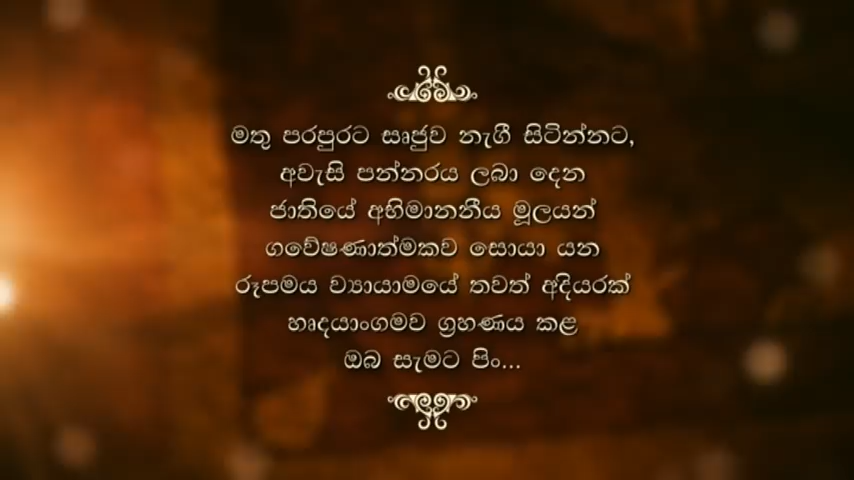 මතු පරපුරට සෘජුව නැගී සිටින්නට,
අවැසි පන්නරය ලබා දෙන
ජාතියේ අභිමානනීය මූලයන්
ගවේෂණාත්මකව සොයා යන
රූපමය ව්‍යායාමයේ තවත් අදියරක්
හෘදයාංගමව ග්‍රහණය කළ
ඔබ සැමට පිං...